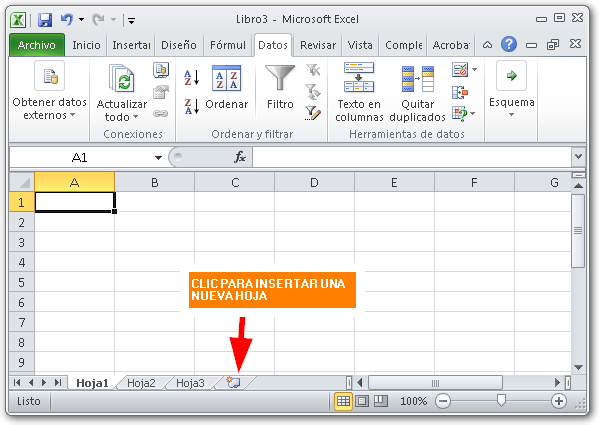 Libro3 - Microsoft Excel
Archivo Inicio Insertar Diseño Fórmul Datos Revisar Vista Comple Acroba
Obtener datos externos
Actualizar todo
Conexiones
Ordenar
Filtro
Ordenar y filtrar
Texto en columnas
Quitar duplicados
Herramientas de datos
Esquema
A1
fx
A B C D E F G
1
2
3
4
5
6
7
8
9
CLIC PARA INSERTAR UNA
NUEVA HOJA
Hoja1 Hoja2 Hoja3
Listo
100%